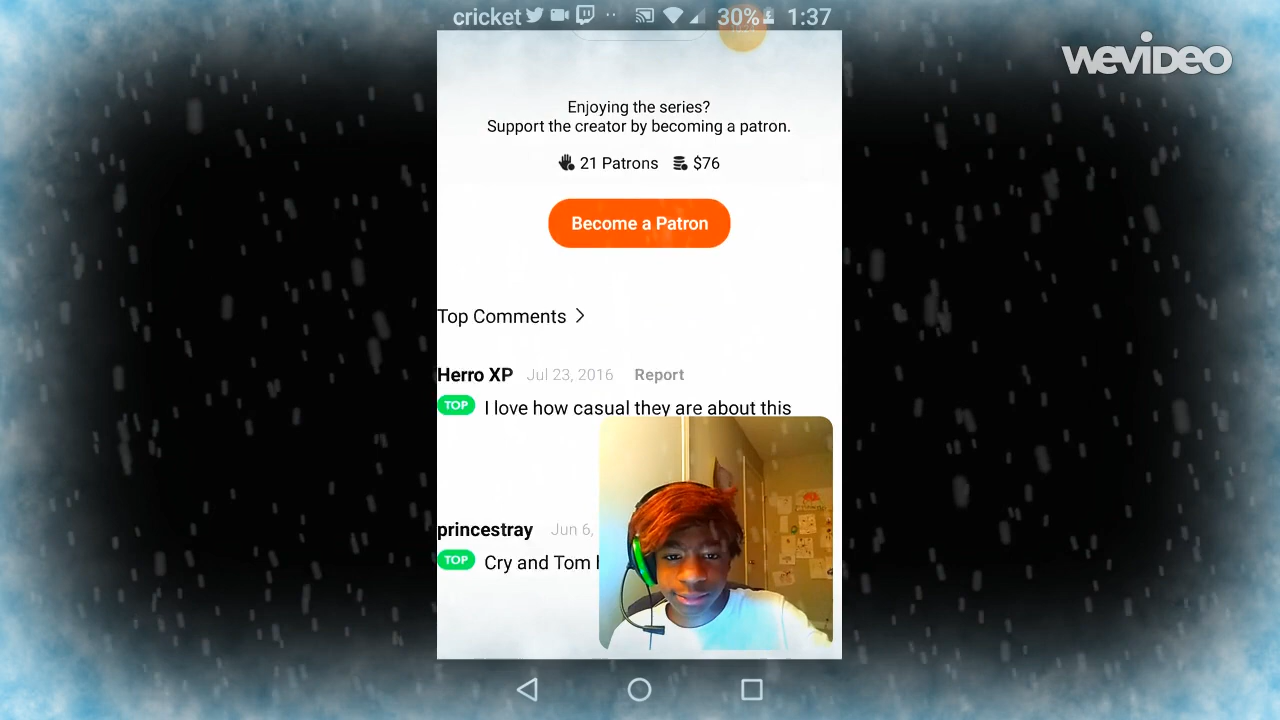 cricket 30% 1:37
wevideo
Enjoying the series?
Support the creator by becoming a patron.
21 Patrons $76
Become a Patron
Top Comments
Herro XP Jul 23, 2016 Report
TOP I love how casual they are about this
princestray Jun 6,
TOP Cry and Tom